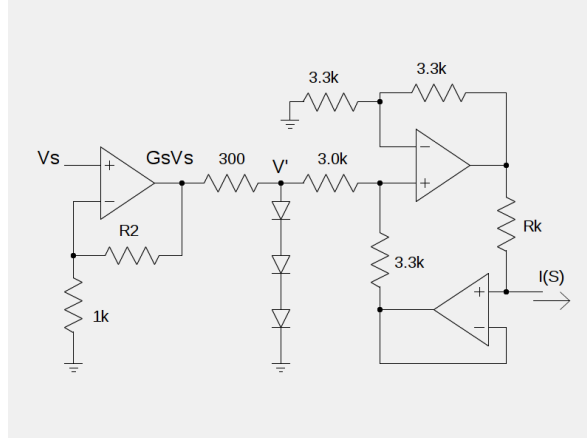 3.3k
3.3k
Vs
+
−
GsVs
300
V'
3.0k
−
+
R2
Rk
3.3k
I(S)
+
−
1k